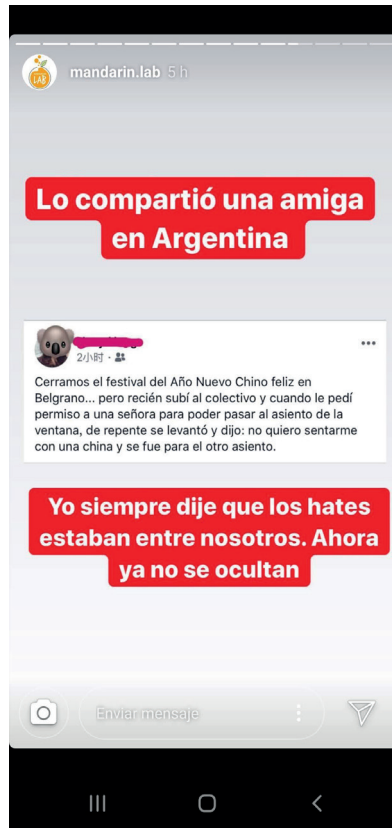 LAB
mandarin.lab 5 h
Lo compartió una amiga
en Argentina
2小时
Cerramos el festival del Año Nuevo Chino feliz en
Belgrano... pero recién subí al colectivo y cuando le pedí
permiso a una señora para poder pasar al asiento de la
ventana, de repente se levantó y dijo: no quiero sentarme
con una china y se fue para el otro asiento.
Yo siempre dije que los hates
estaban entre nosotros. Ahora
ya no se ocultan
Enviar mensaje